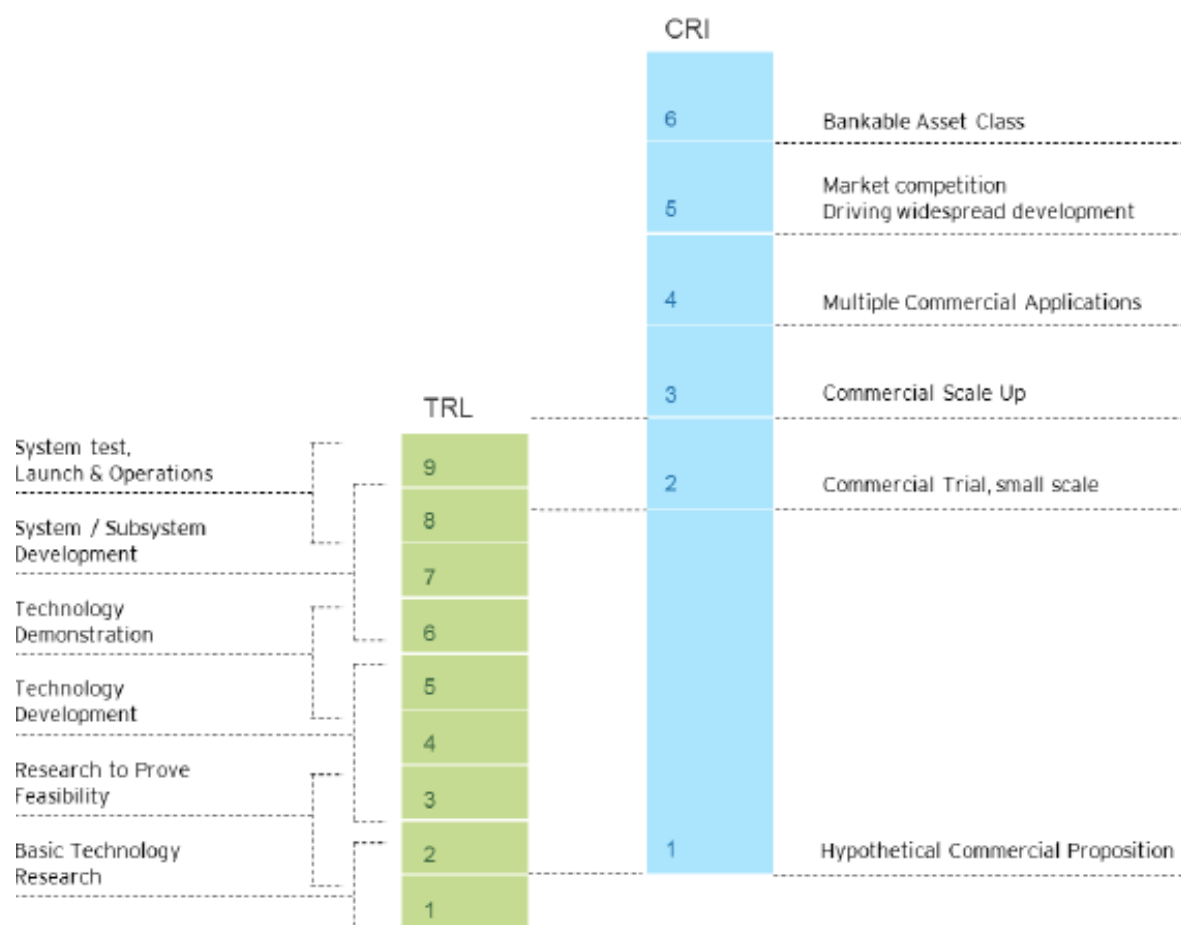 CRI
6
Bankable Asset Class
5
Market competition
Driving widespread development
4
Multiple Commercial Applications
3
Commercial Scale Up
2
Commercial Trial, small scale
1
Hypothetical Commercial Proposition
TRL
9
8
7
6
5
4
3
2
1
System test,
Launch & Operations
System / Subsystem
Development
Technology
Demonstration
Technology
Development
Research to Prove
Feasibility
Basic Technology
Research